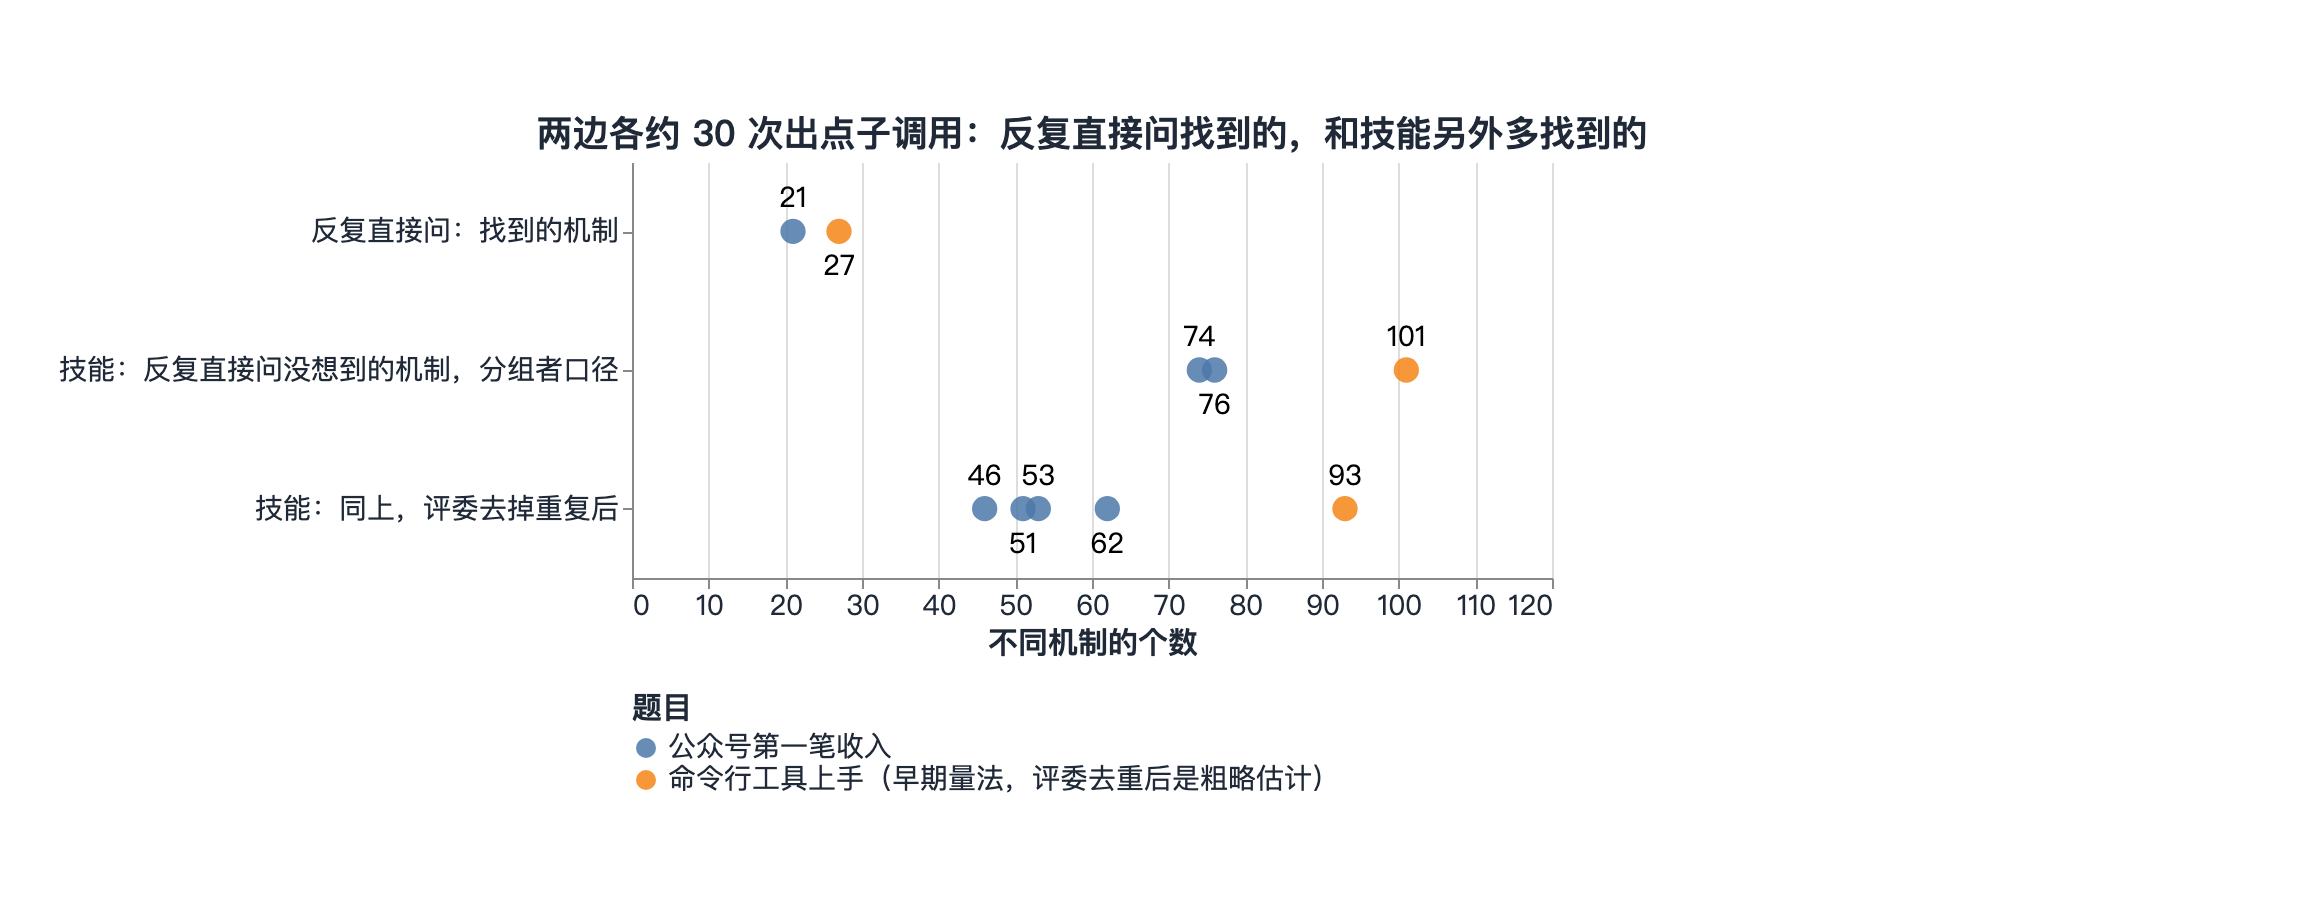 两边各约 30 次出点子调用：反复直接问找到的，和技能另外多找到的
21
反复直接问：找到的机制
27
74
101
技能：反复直接问没想到的机制，分组者口径
76
46
53
93
技能：同上，评委去掉重复后
51
62
0 10 20 30 40 50 60 70 80 90 100 110 120
不同机制的个数
题目
公众号第一笔收入
命令行工具上手（早期量法，评委去重后是粗略估计）